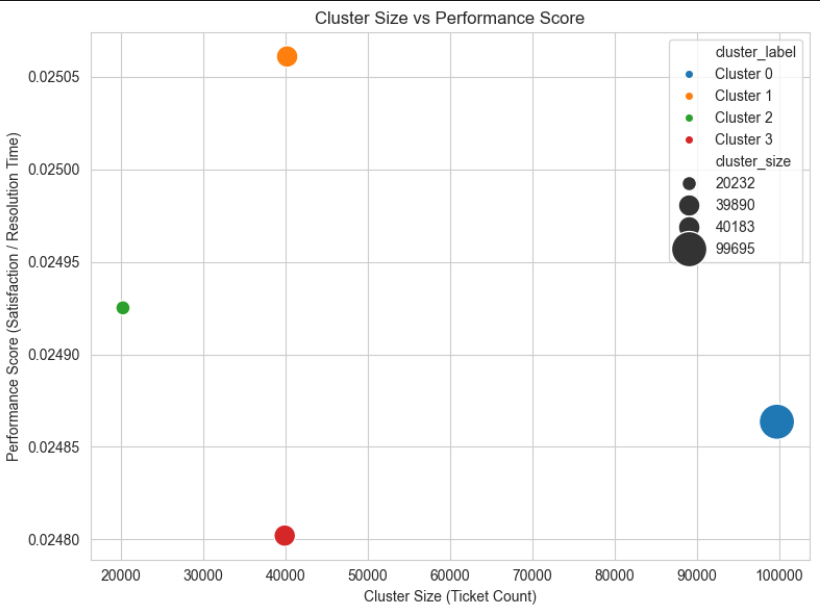 Cluster Size vs Performance Score
cluster_label
Cluster 0
Cluster 1
Cluster 2
Cluster 3
cluster_size
20232
39890
40183
99695
Performance Score (Satisfaction / Resolution Time)
0.02505
0.02500
0.02495
0.02490
0.02485
0.02480
20000 30000 40000 50000 60000 70000 80000 90000 100000
Cluster Size (Ticket Count)